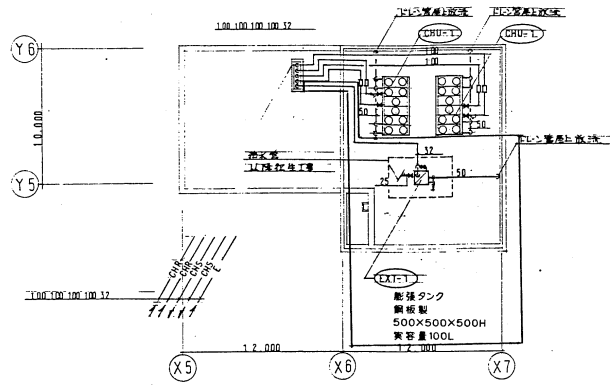 100 100 100 100 32
ドレン管屋上放流
ドレン管屋上放流
CHU-1
CHU-1
Y6
100
100
50
50
10,000
ドレン管屋上放流
32
給水管
以降衛生工事
Y5
25
50
CHR
CHR
CHS
CHS
E
EXT-1
100 100 100 100 32
膨張タンク
鋼板製
500×500×500H
実容量100L
12,000
12,000
X5
X6
X7